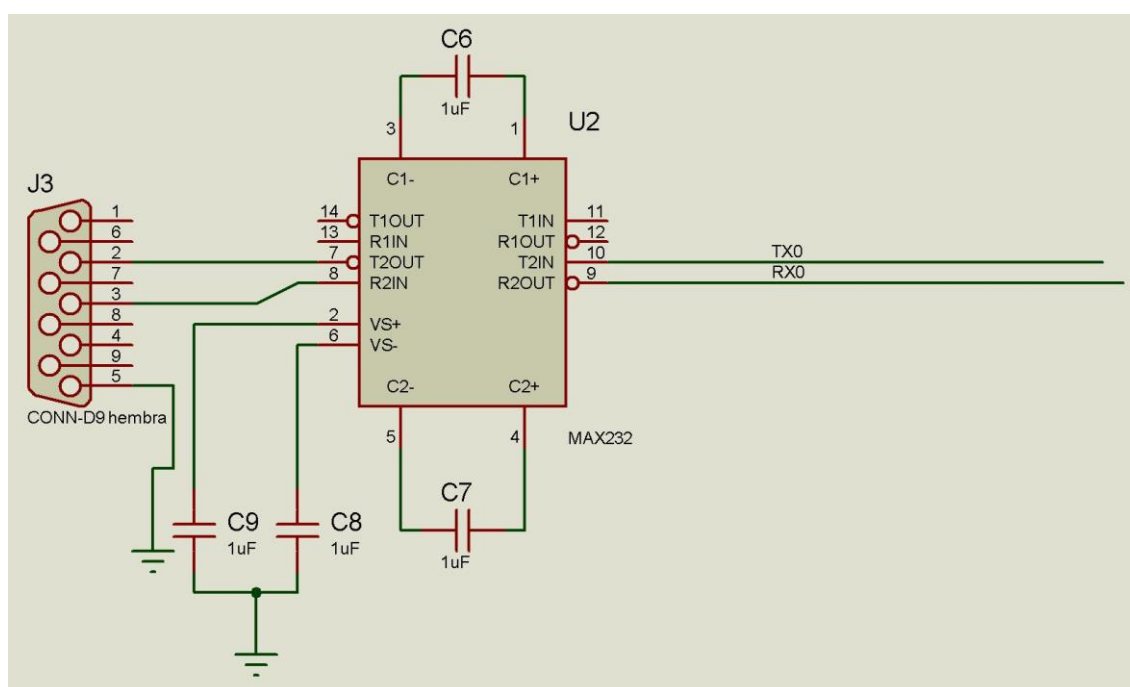 C6
1uF
3
1
U2
C1-
C1+
J3
1
6
2
7
3
8
4
9
5
CONN-D9 hembra
14
T1OUT
T1IN
11
13
R1IN
R1OUT
12
7
T2OUT
T2IN
10
TX0
8
R2IN
R2OUT
9
RX0
2
VS+
6
VS-
C2-
C2+
5
4
MAX232
C7
1uF
C9
1uF
C8
1uF